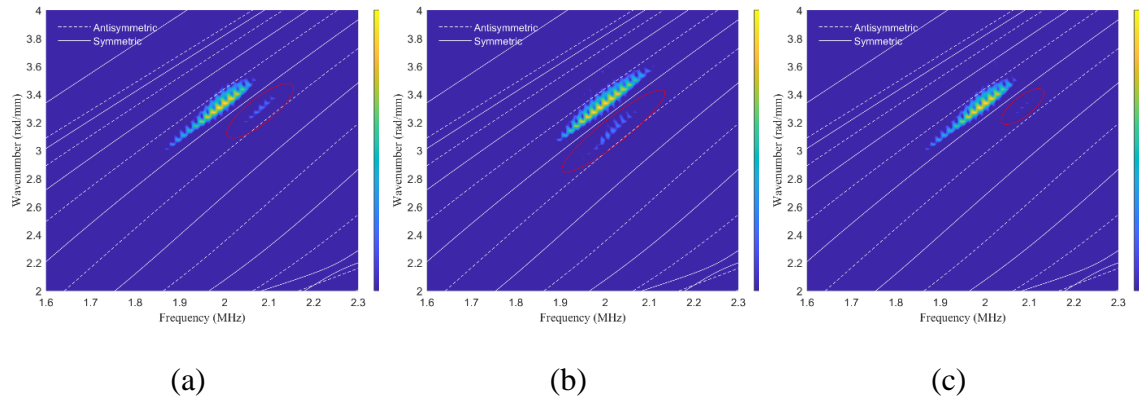 4
3.8
3.6
3.4
3.2
3
2.8
2.6
2.4
2.2
2
Wavenumber (rad/mm)
Antisymmetric
Symmetric
1.6 1.7 1.8 1.9 2 2.1 2.2 2.3
Frequency (MHz)
(a)
4
3.8
3.6
3.4
3.2
3
2.8
2.6
2.4
2.2
2
Wavenumber (rad/mm)
Antisymmetric
Symmetric
1.6 1.7 1.8 1.9 2 2.1 2.2 2.3
Frequency (MHz)
(b)
4
3.8
3.6
3.4
3.2
3
2.8
2.6
2.4
2.2
2
Wavenumber (rad/mm)
Antisymmetric
Symmetric
1.6 1.7 1.8 1.9 2 2.1 2.2 2.3
Frequency (MHz)
(c)